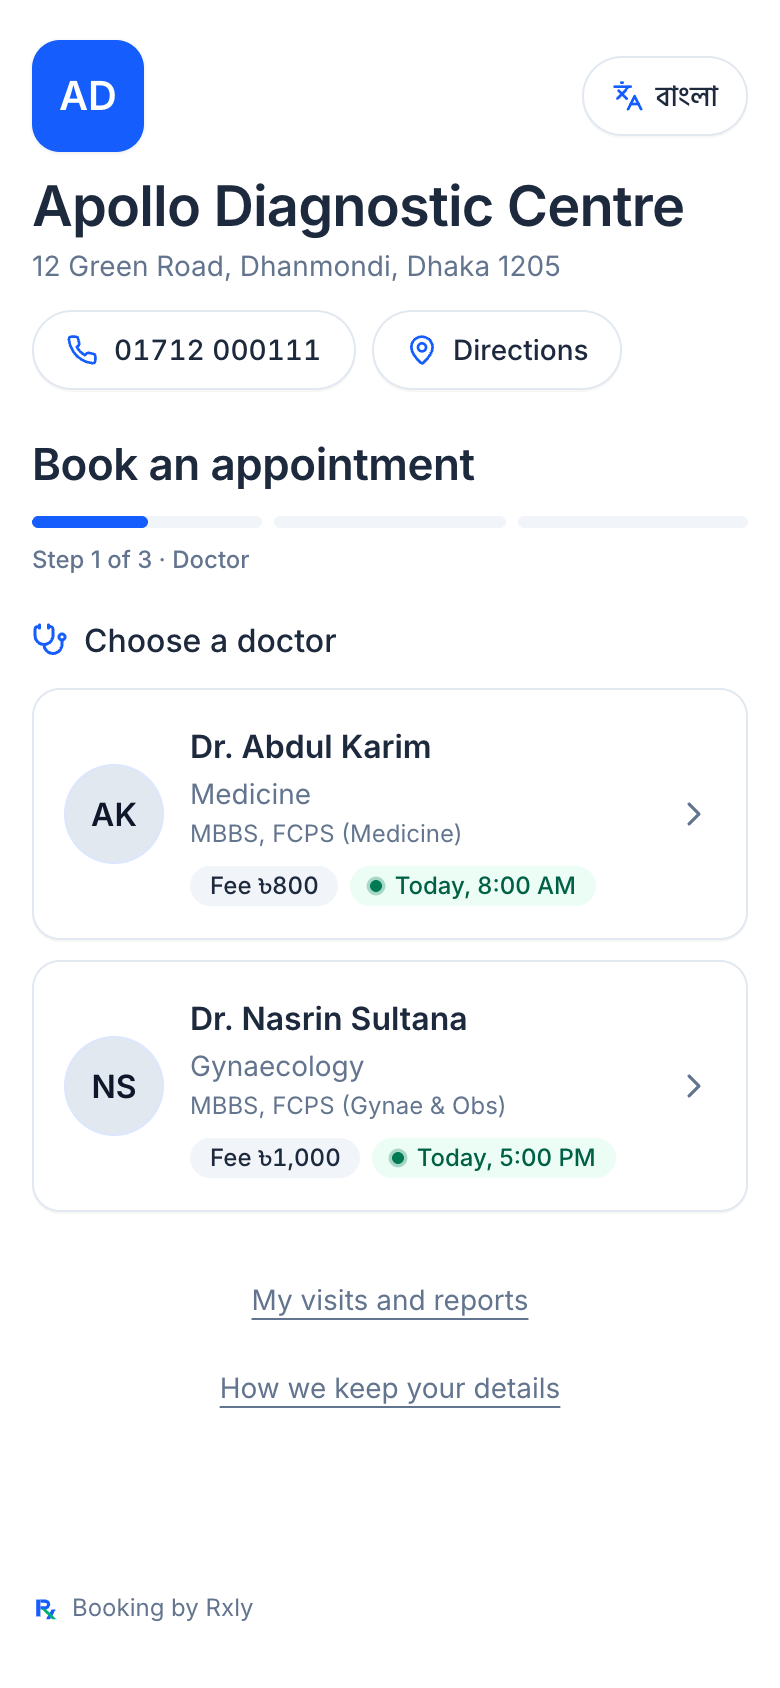 AD
বাংলা
Apollo Diagnostic Centre
12 Green Road, Dhanmondi, Dhaka 1205
01712 000111
Directions
Book an appointment
Step 1 of 3 · Doctor
Choose a doctor
AK
Dr. Abdul Karim
Medicine
MBBS, FCPS (Medicine)
Fee ৳800
Today, 8:00 AM
NS
Dr. Nasrin Sultana
Gynaecology
MBBS, FCPS (Gynae & Obs)
Fee ৳1,000
Today, 5:00 PM
My visits and reports
How we keep your details
Rx Booking by Rxly